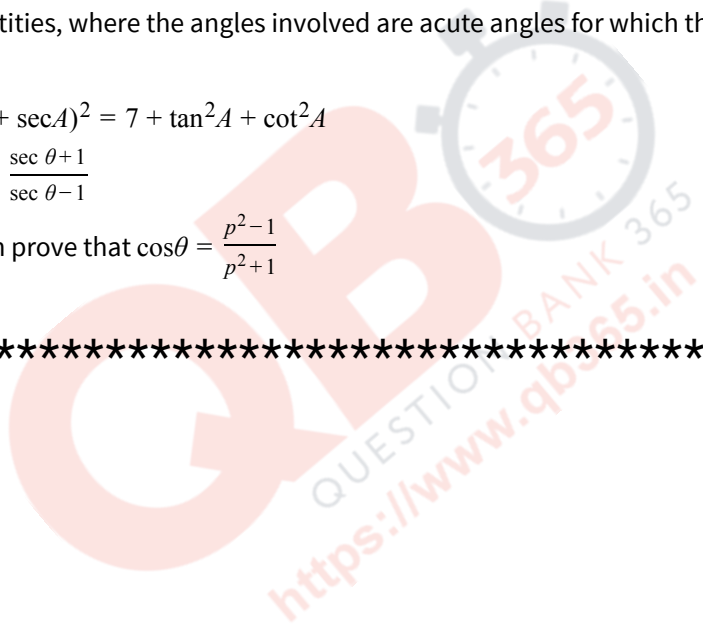 tities, where the angles involved are acute angles for which th
+ secA)² = 7 + tan²A + cot²A
sec θ+1
sec θ−1
prove that cosθ = p²−1
p²+1
********************************
365
QB
QUESTION BANK 365
https://www.qb365.in